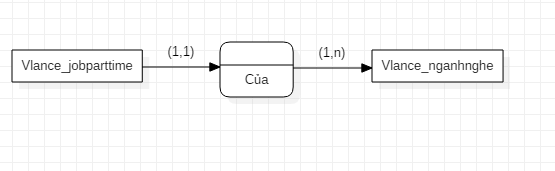 (1,1)
(1,n)
Vlance_jobparttime
Của
Vlance_nganhnghe